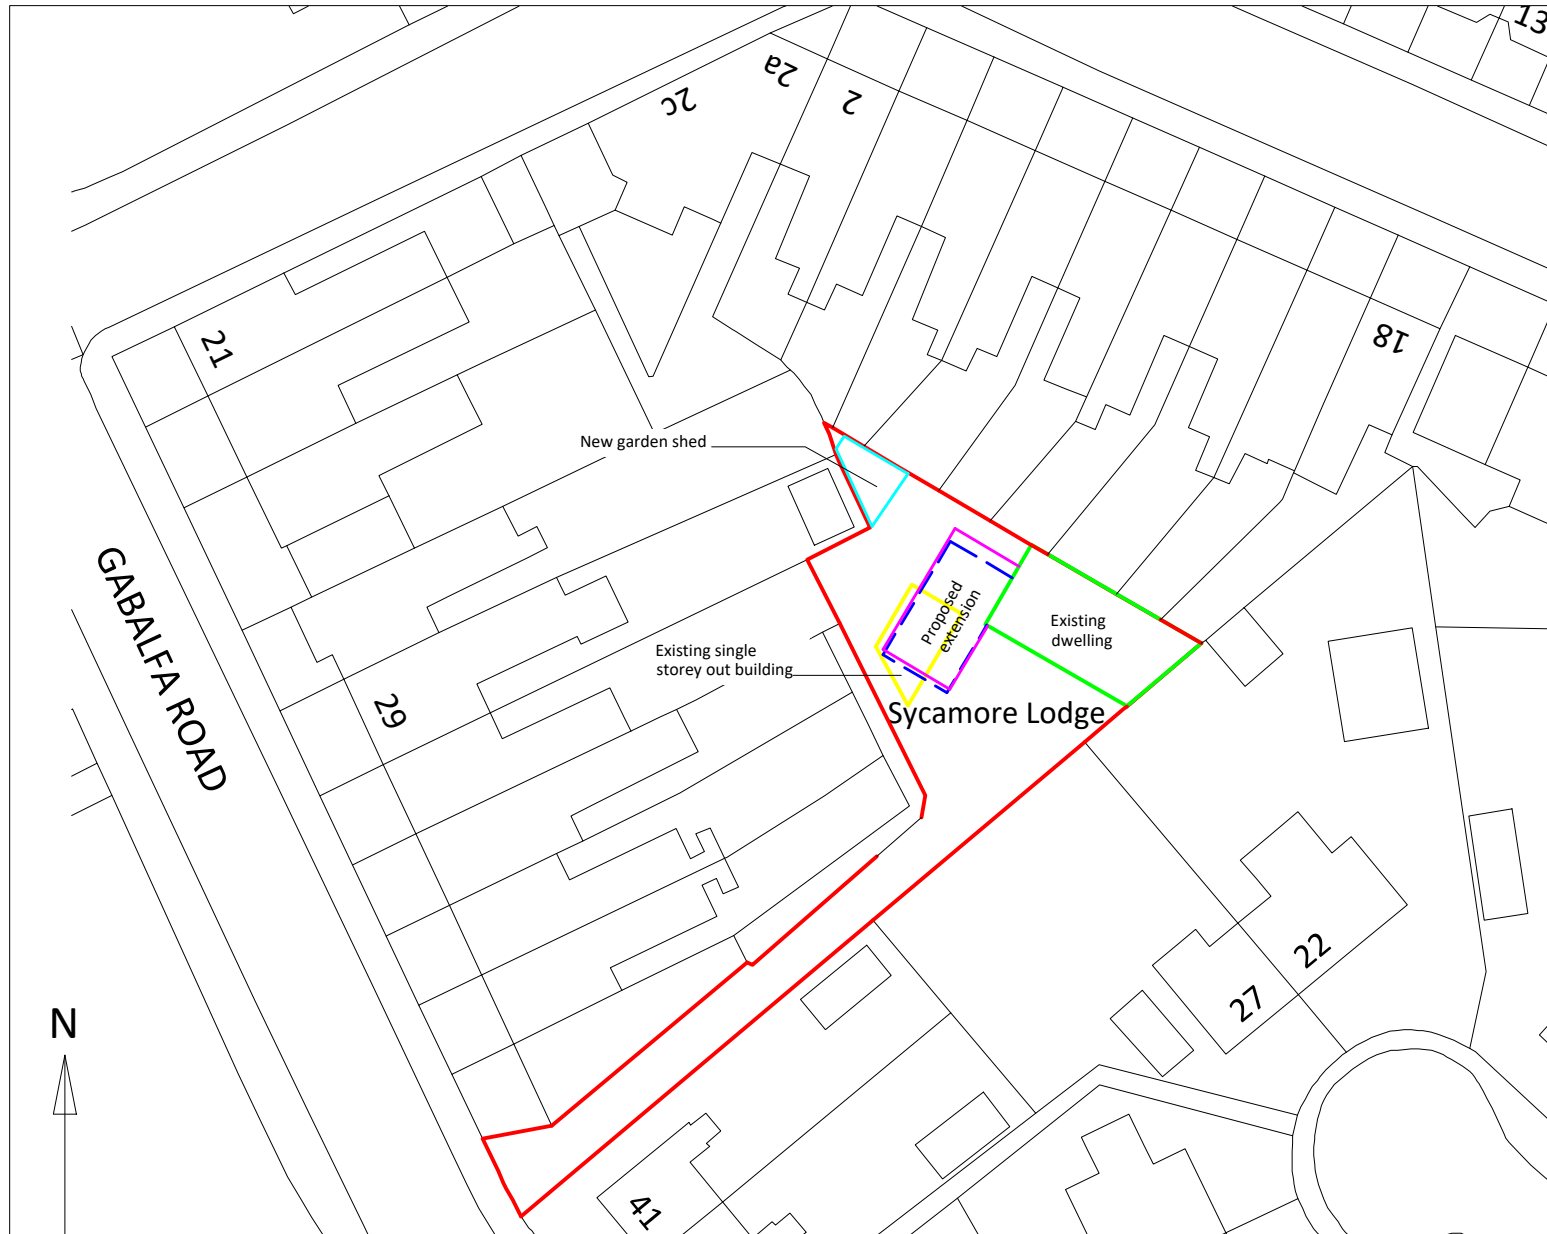 13
2a
2c
2
18
21
New garden shed
GABALFA ROAD
Proposed
extension
Existing
dwelling
Existing single
storey out building
29
Sycamore Lodge
22
27
N
41